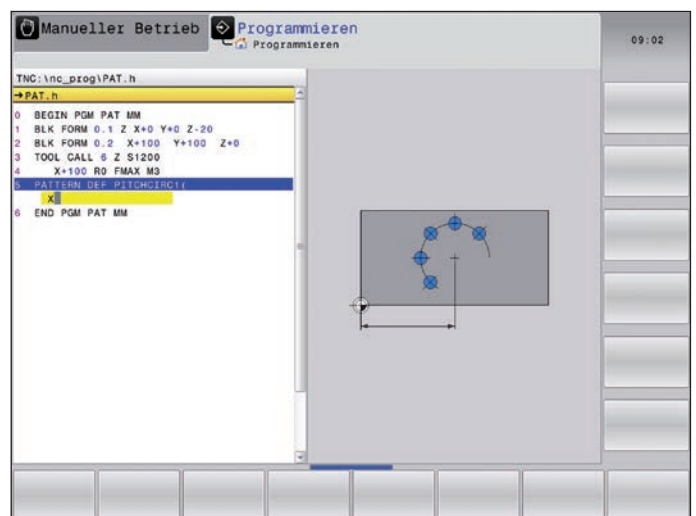 Manueller Betrieb
Programmieren
Programmieren
09:02
TNC:\nc_prog\PAT.h
→PAT.h
0 BEGIN PGM PAT MM
1 BLK FORM 0.1 Z X+0 Y+0 Z-20
2 BLK FORM 0.2 X+100 Y+100 Z+0
3 TOOL CALL 6 Z S1200
4 X+100 R0 FMAX M3
5 PATTERN DEF PITCHCIRC1(
X
6 END PGM PAT MM